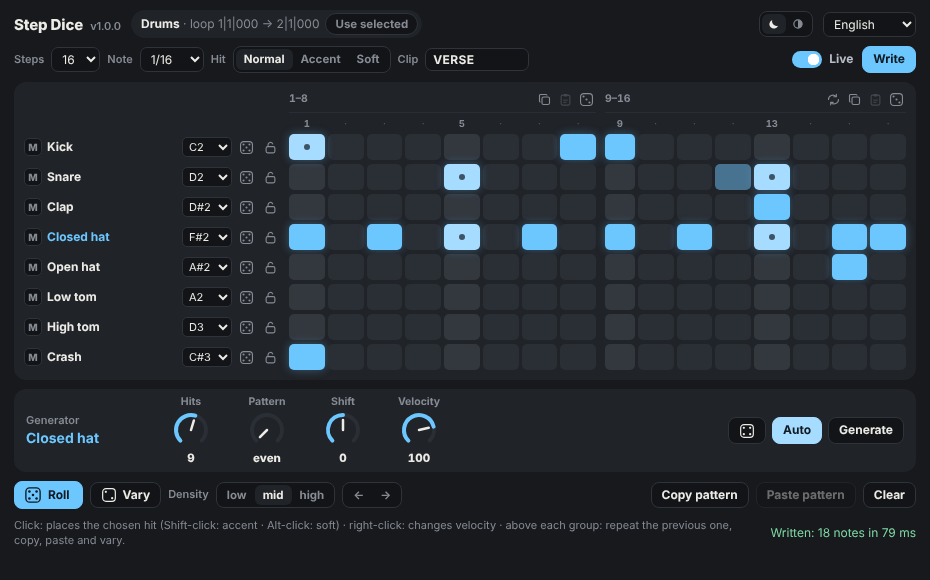 Step Dice v1.0.0 Drums · loop 1|1|000 → 2|1|000 Use selected English
Steps 16 Note 1/16 Hit Normal Accent Soft Clip VERSE Live Write
1–8 9–16
1 · · · 5 · · · 9 · · · 13 · · ·
M Kick C2
M Snare D2
M Clap D#2
M Closed hat F#2
M Open hat A#2
M Low tom A2
M High tom D3
M Crash C#3
Hits Pattern Shift Velocity
Generator
Closed hat Auto Generate
9 even 0 100
Roll Vary Density low mid high ← → Copy pattern Paste pattern Clear
Click: places the chosen hit (Shift-click: accent · Alt-click: soft) · right-click: changes velocity · above each group: repeat the previous one,
copy, paste and vary.
Written: 18 notes in 79 ms